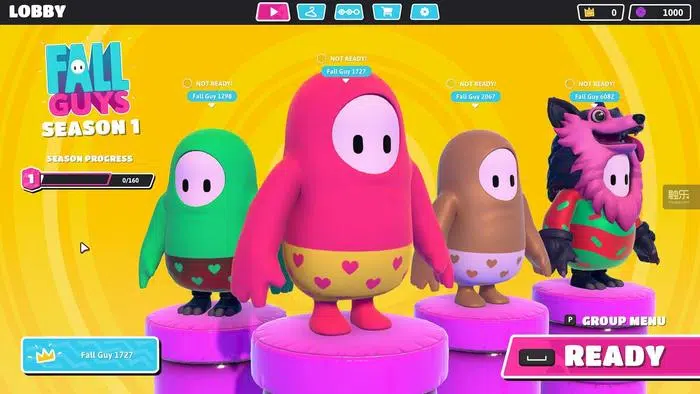 LOBBY
0
1000
FALL
GUYS
SEASON 1
SEASON PROGRESS
1
0/160
NOT READY!
Fall Guy 1298
NOT READY!
Fall Guy 1727
NOT READY!
Fall Guy 2067
NOT READY!
Fall Guy 6082
触乐
P GROUP MENU
Fall Guy 1727
READY